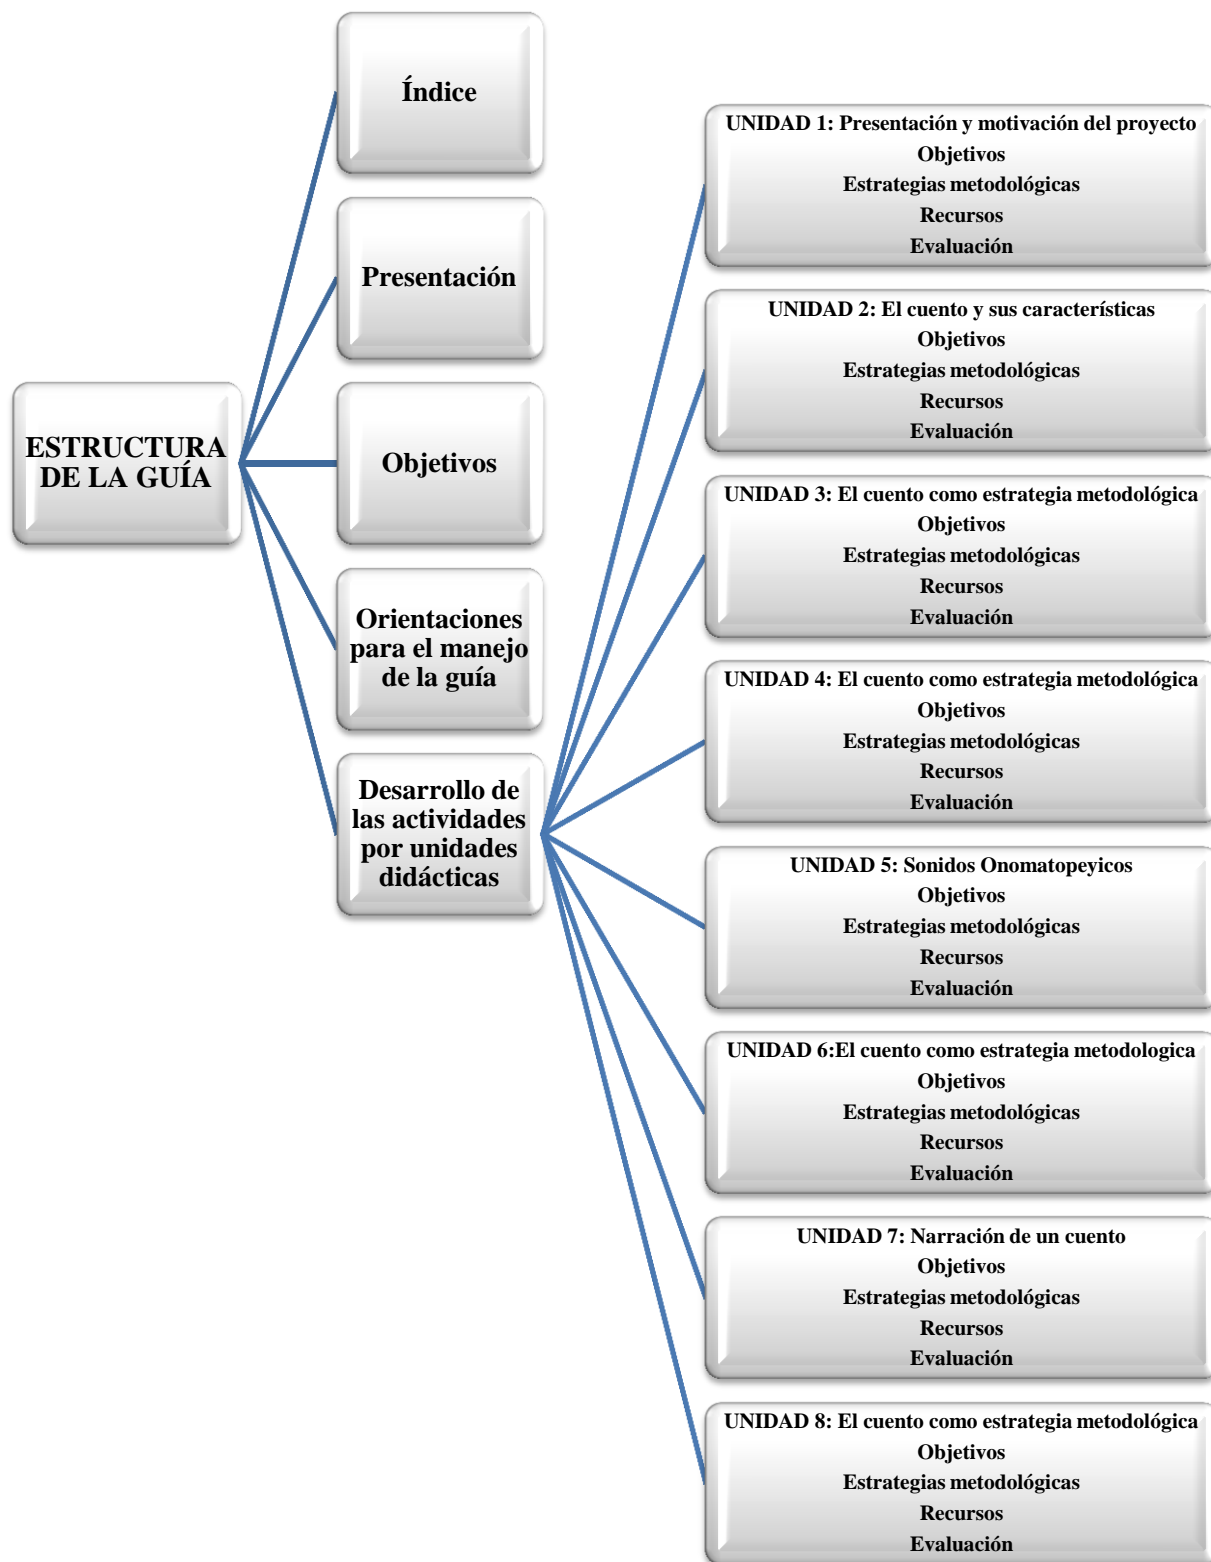 ESTRUCTURA
DE LA GUÍA
Índice
Presentación
Objetivos
Orientaciones
para el manejo
de la guía
Desarrollo de
las actividades
por unidades
didácticas
UNIDAD 1: Presentación y motivación del proyecto
Objetivos
Estrategias metodológicas
Recursos
Evaluación
UNIDAD 2: El cuento y sus características
Objetivos
Estrategias metodológicas
Recursos
Evaluación
UNIDAD 3: El cuento como estrategia metodológica
Objetivos
Estrategias metodológicas
Recursos
Evaluación
UNIDAD 4: El cuento como estrategia metodológica
Objetivos
Estrategias metodológicas
Recursos
Evaluación
UNIDAD 5: Sonidos Onomatopeyicos
Objetivos
Estrategias metodológicas
Recursos
Evaluación
UNIDAD 6:El cuento como estrategia metodologica
Objetivos
Estrategias metodológicas
Recursos
Evaluación
UNIDAD 7: Narración de un cuento
Objetivos
Estrategias metodológicas
Recursos
Evaluación
UNIDAD 8: El cuento como estrategia metodológica
Objetivos
Estrategias metodológicas
Recursos
Evaluación